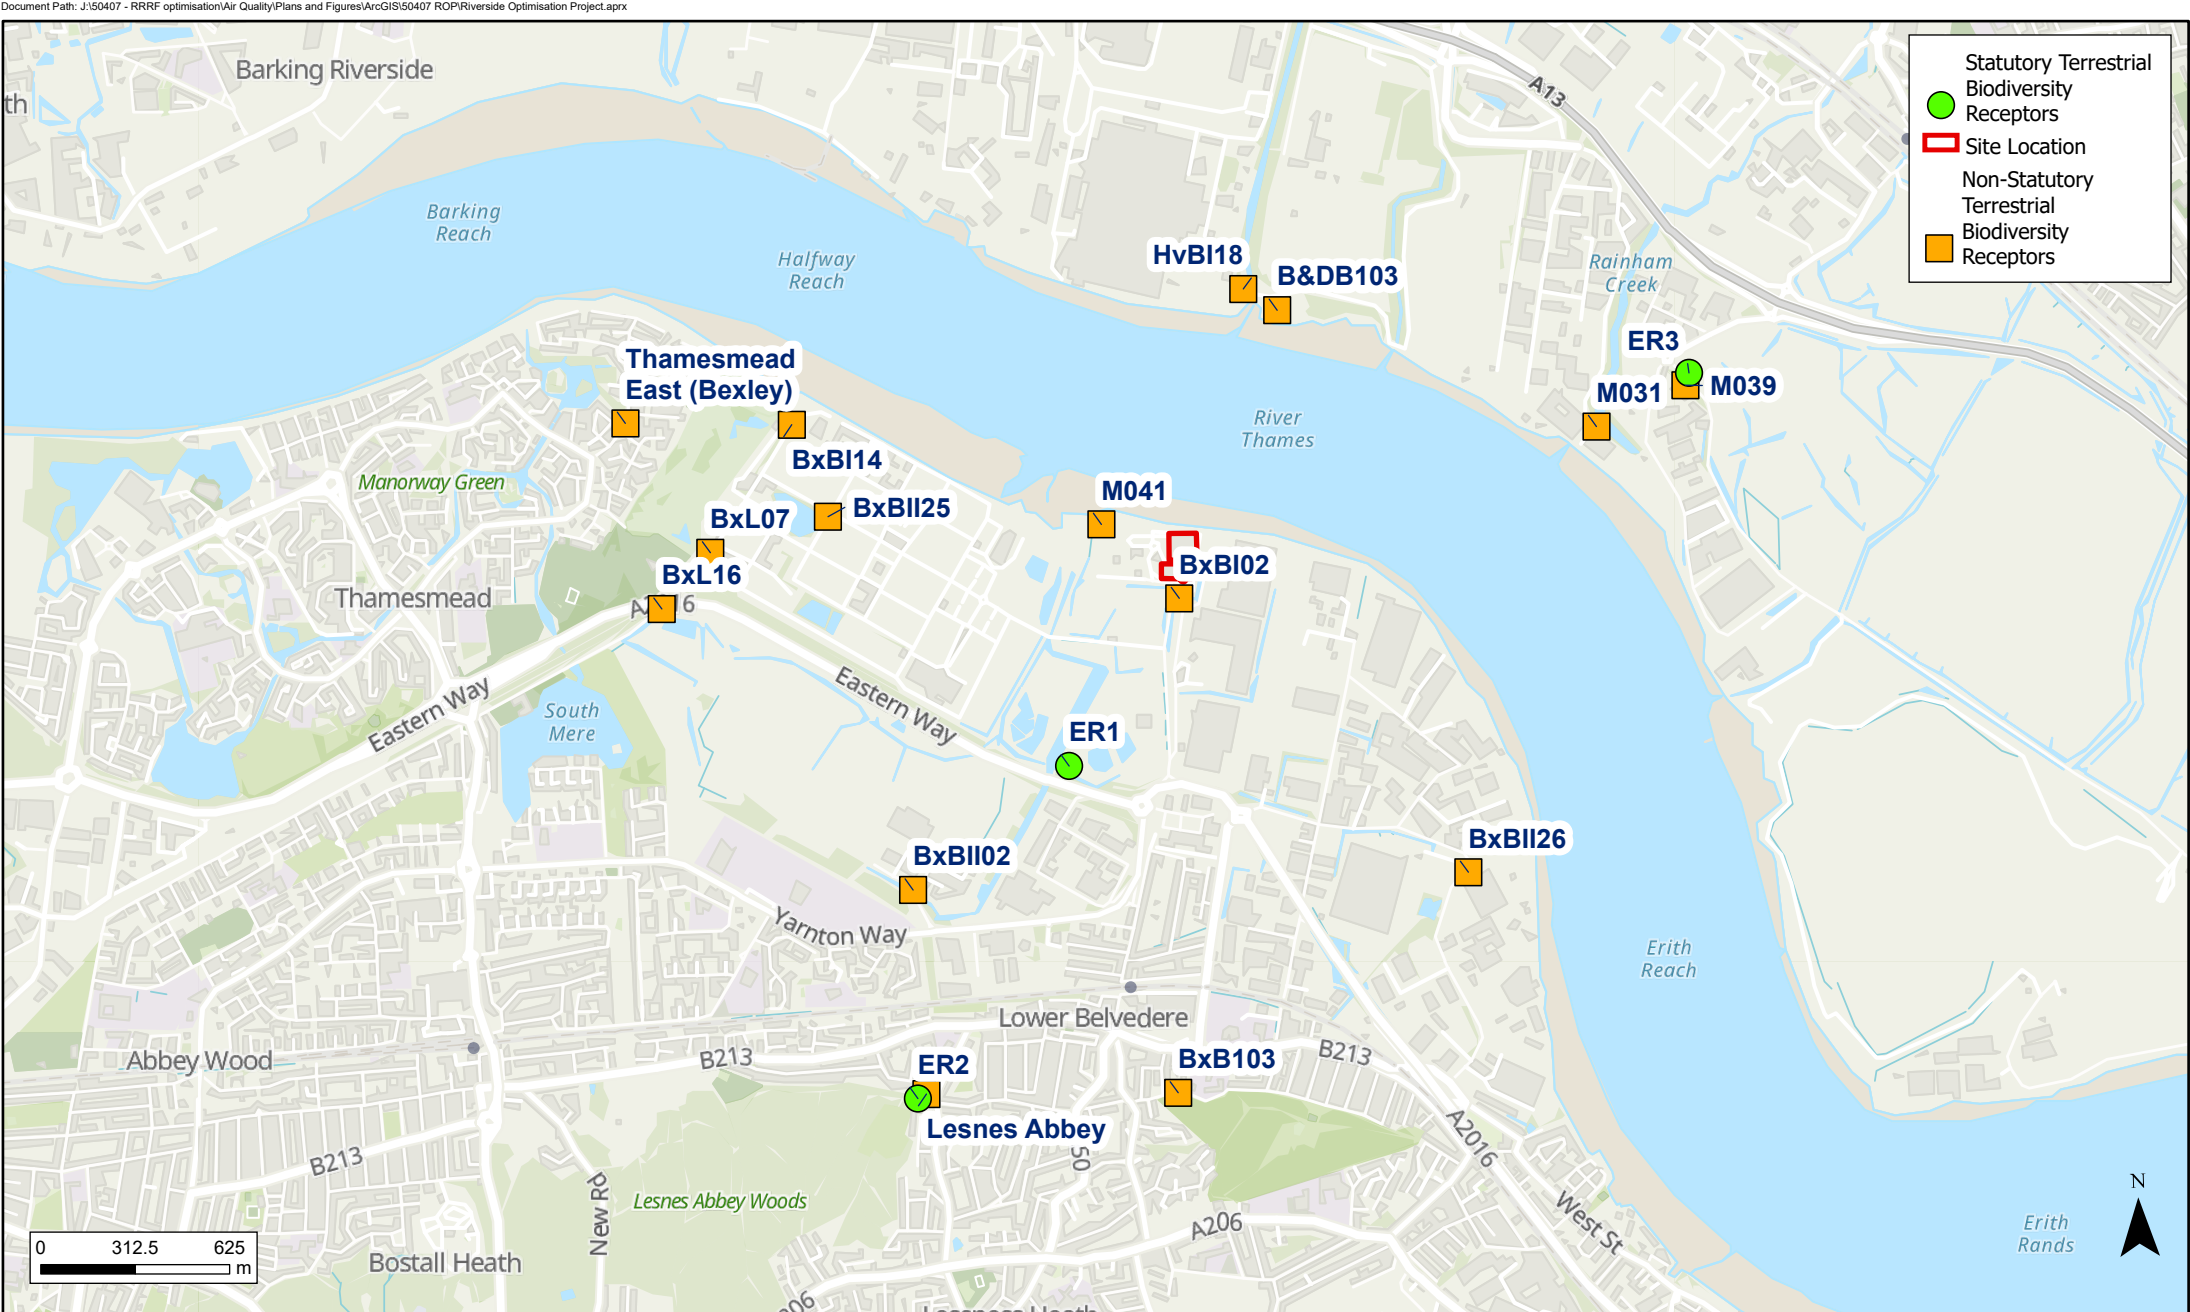 Document Path: J:\50407 - RRRF optimisation\Air Quality\Plans and Figures\ArcGIS\50407 ROP\Riverside Optimisation Project.aprx
Barking Riverside
th
A13
Statutory Terrestrial
Biodiversity
Receptors
Site Location
Non-Statutory
Terrestrial
Biodiversity
Receptors
Barking
Reach
Halfway
Reach
HvBI18
B&DB103
Rainham
Creek
ER3
M039
M031
Thamesmead
East (Bexley)
River
Thames
BxBI14
Manorway Green
BxBII25
M041
BxL07
BxBI02
BxL16
Thamesmead
Eastern Way
Eastern Way
South
Mere
ER1
BxBII26
BxBII02
Yarnton Way
Erith
Reach
Lower Belvedere
Abbey Wood
B213
B213
BxB103
ER2
Lesnes Abbey
A2016
B213
50
New Rd
Lesnes Abbey Woods
A206
West St
N
Erith
Rands
0 312.5 625
m
Bostall Heath